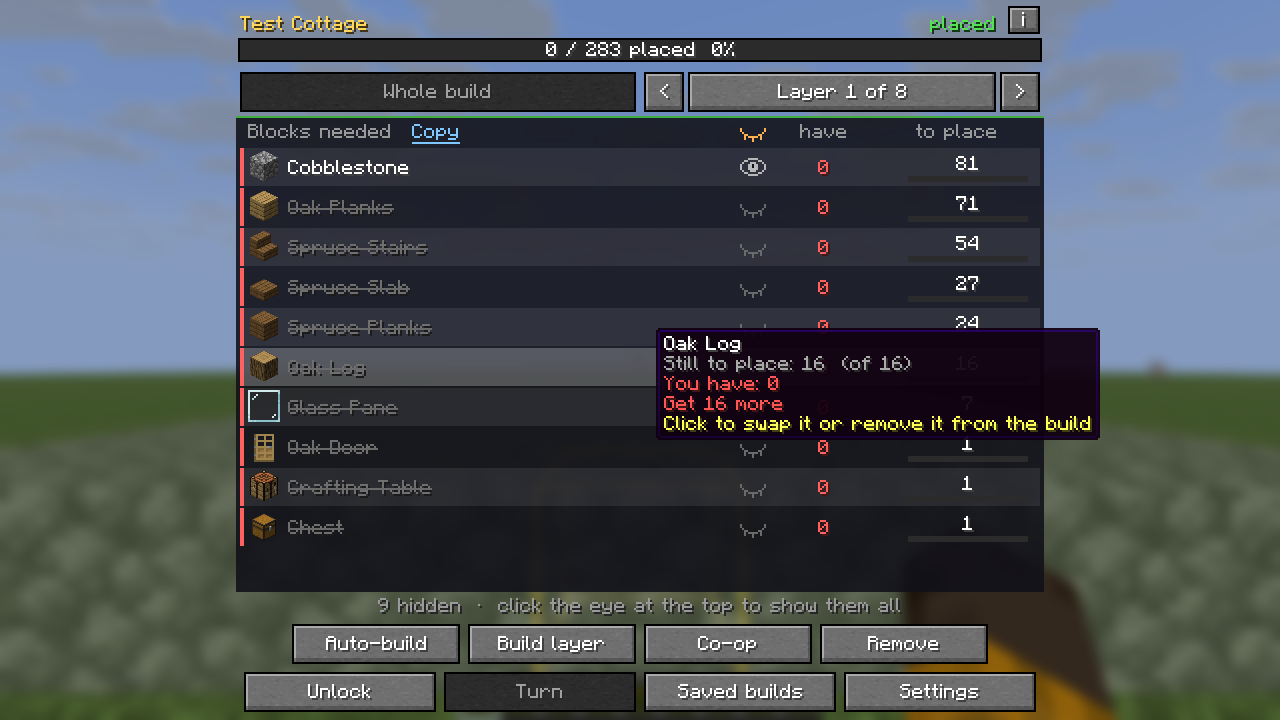 Test Cottage placed i
0 / 283 placed 0%
Whole build < Layer 1 of 8 >
Blocks needed Copy have to place
Cobblestone 0 81
Oak Planks 0 71
Spruce Stairs 0 54
Spruce Slab 0 27
Spruce Planks 0 24
Oak Log 16
Glass Pane 0 7
Oak Door 0 1
Crafting Table 0 1
Chest 0 1
Oak Log
Still to place: 16 (of 16)
You have: 0
Get 16 more
Click to swap it or remove it from the build
9 hidden · click the eye at the top to show them all
Auto-build Build layer Co-op Remove
Unlock Turn Saved builds Settings